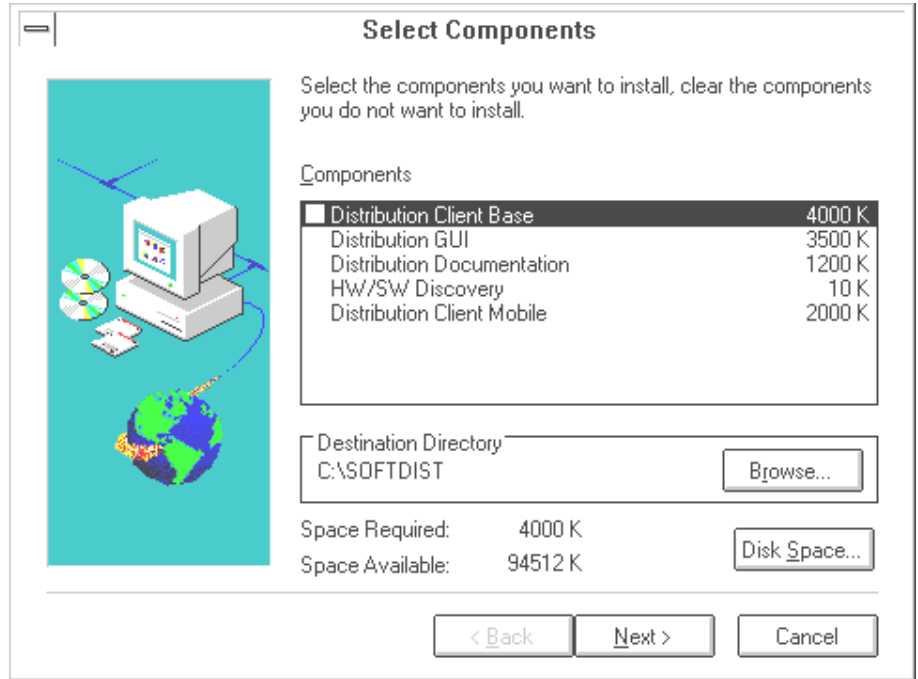 Select Components
Select the components you want to install, clear the components
you do not want to install.
Components
Distribution Client Base 4000 K
Distribution GUI 3500 K
Distribution Documentation 1200 K
HW/SW Discovery 10 K
Distribution Client Mobile 2000 K
Destination Directory
C:\SOFTDIST
Browse...
Space Required: 4000 K
Space Available: 94512 K
Disk Space...
< Back Next > Cancel